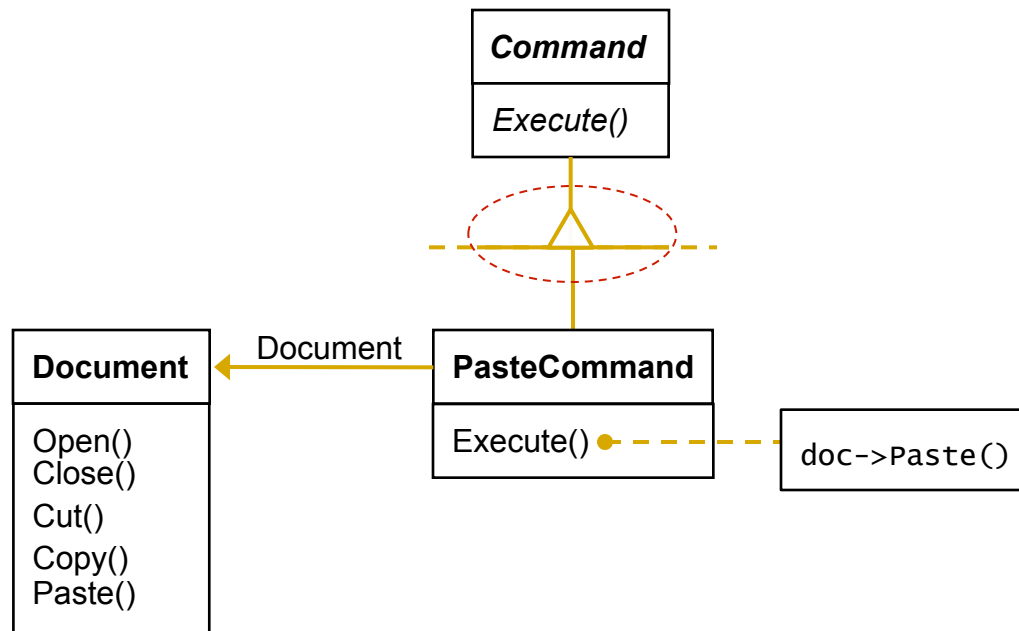 Command
Execute()
Document
Document
PasteCommand
Open()
Close()
Cut()
Copy()
Paste()
Execute()
doc->Paste()